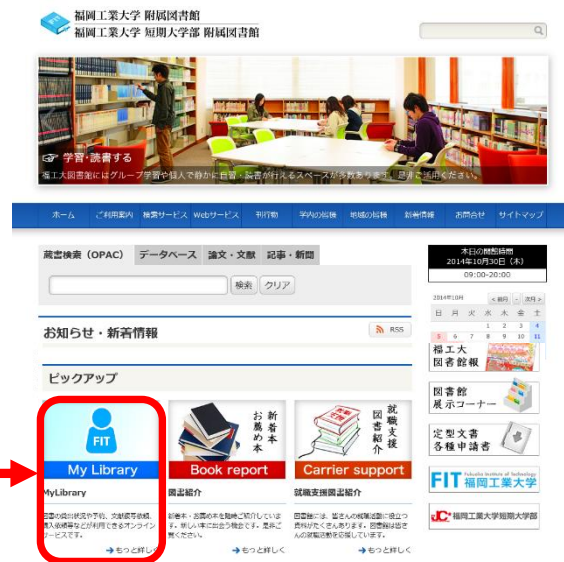 福岡工業大学 附属図書館
福岡工業大学 短期大学部 附属図書館
学習・読書する
福工大図書館にはグループ学習や個人で静かに自習・読書が行えるスペースが多数あります。是非ご活用ください。
ホーム ご利用案内 検索サービス Webサービス 刊行物 学内の皆様 地域の皆様 新着情報 お問合せ サイトマップ
蔵書検索（OPAC） データベース 論文・文献 記事・新聞
検索 クリア
お知らせ・新着情報
RSS
ピックアップ
FIT
My Library
MyLibrary
図書の貸出状況や予約、文献複写依頼、
購入依頼等などが利用できるオンライン
サービスです。
もっと詳しく
新着本
お薦め本
Book report
図書紹介
新着本・お薦め本を随時ご紹介していま
す。新しい本に出会う機会です。是非ご
覧ください。
もっと詳しく
就職支援
図書紹介
Carrier support
就職支援図書紹介
図書館には、皆さんの就職活動に役立つ
資料がたくさんあります。図書館は皆さ
んの就職活動を応援しています。
もっと詳しく
本日の開館時間
2014年10月30日（木）
09:00-20:00
2014年10月
< 前月 - 次月 >
日 月 火 水 木 金 土
1 2 3 4
5 6 7 8 9 10 11
福工大
図書館報
図書館
展示コーナー
定型文書
各種申請書
FIT Fukuoka Institute of Technology
福岡工業大学
JC 福岡工業大学短期大学部